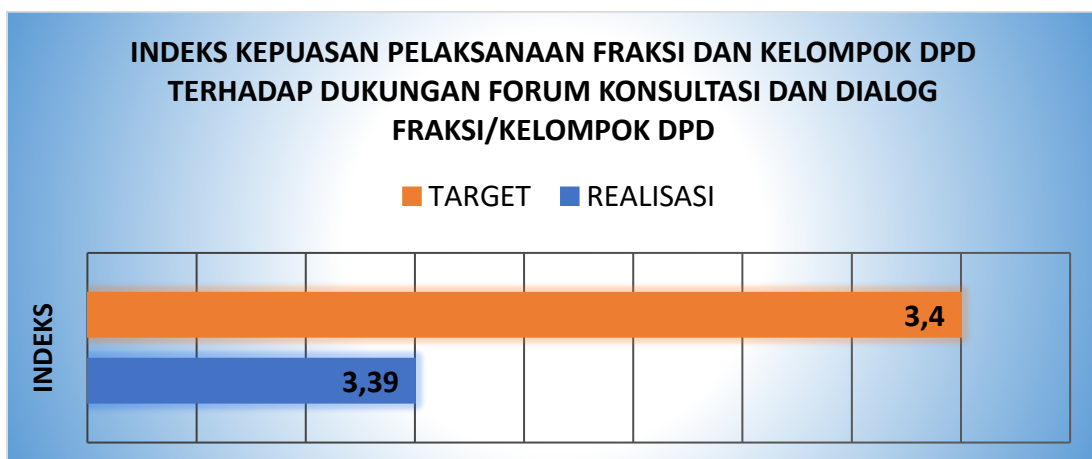 INDEKS KEPUASAN PELAKSANAAN FRAKSI DAN KELOMPOK DPD
TERHADAP DUKUNGAN FORUM KONSULTASI DAN DIALOG
FRAKSI/KELOMPOK DPD
TARGET REALISASI
INDEKS
3,4
3,39